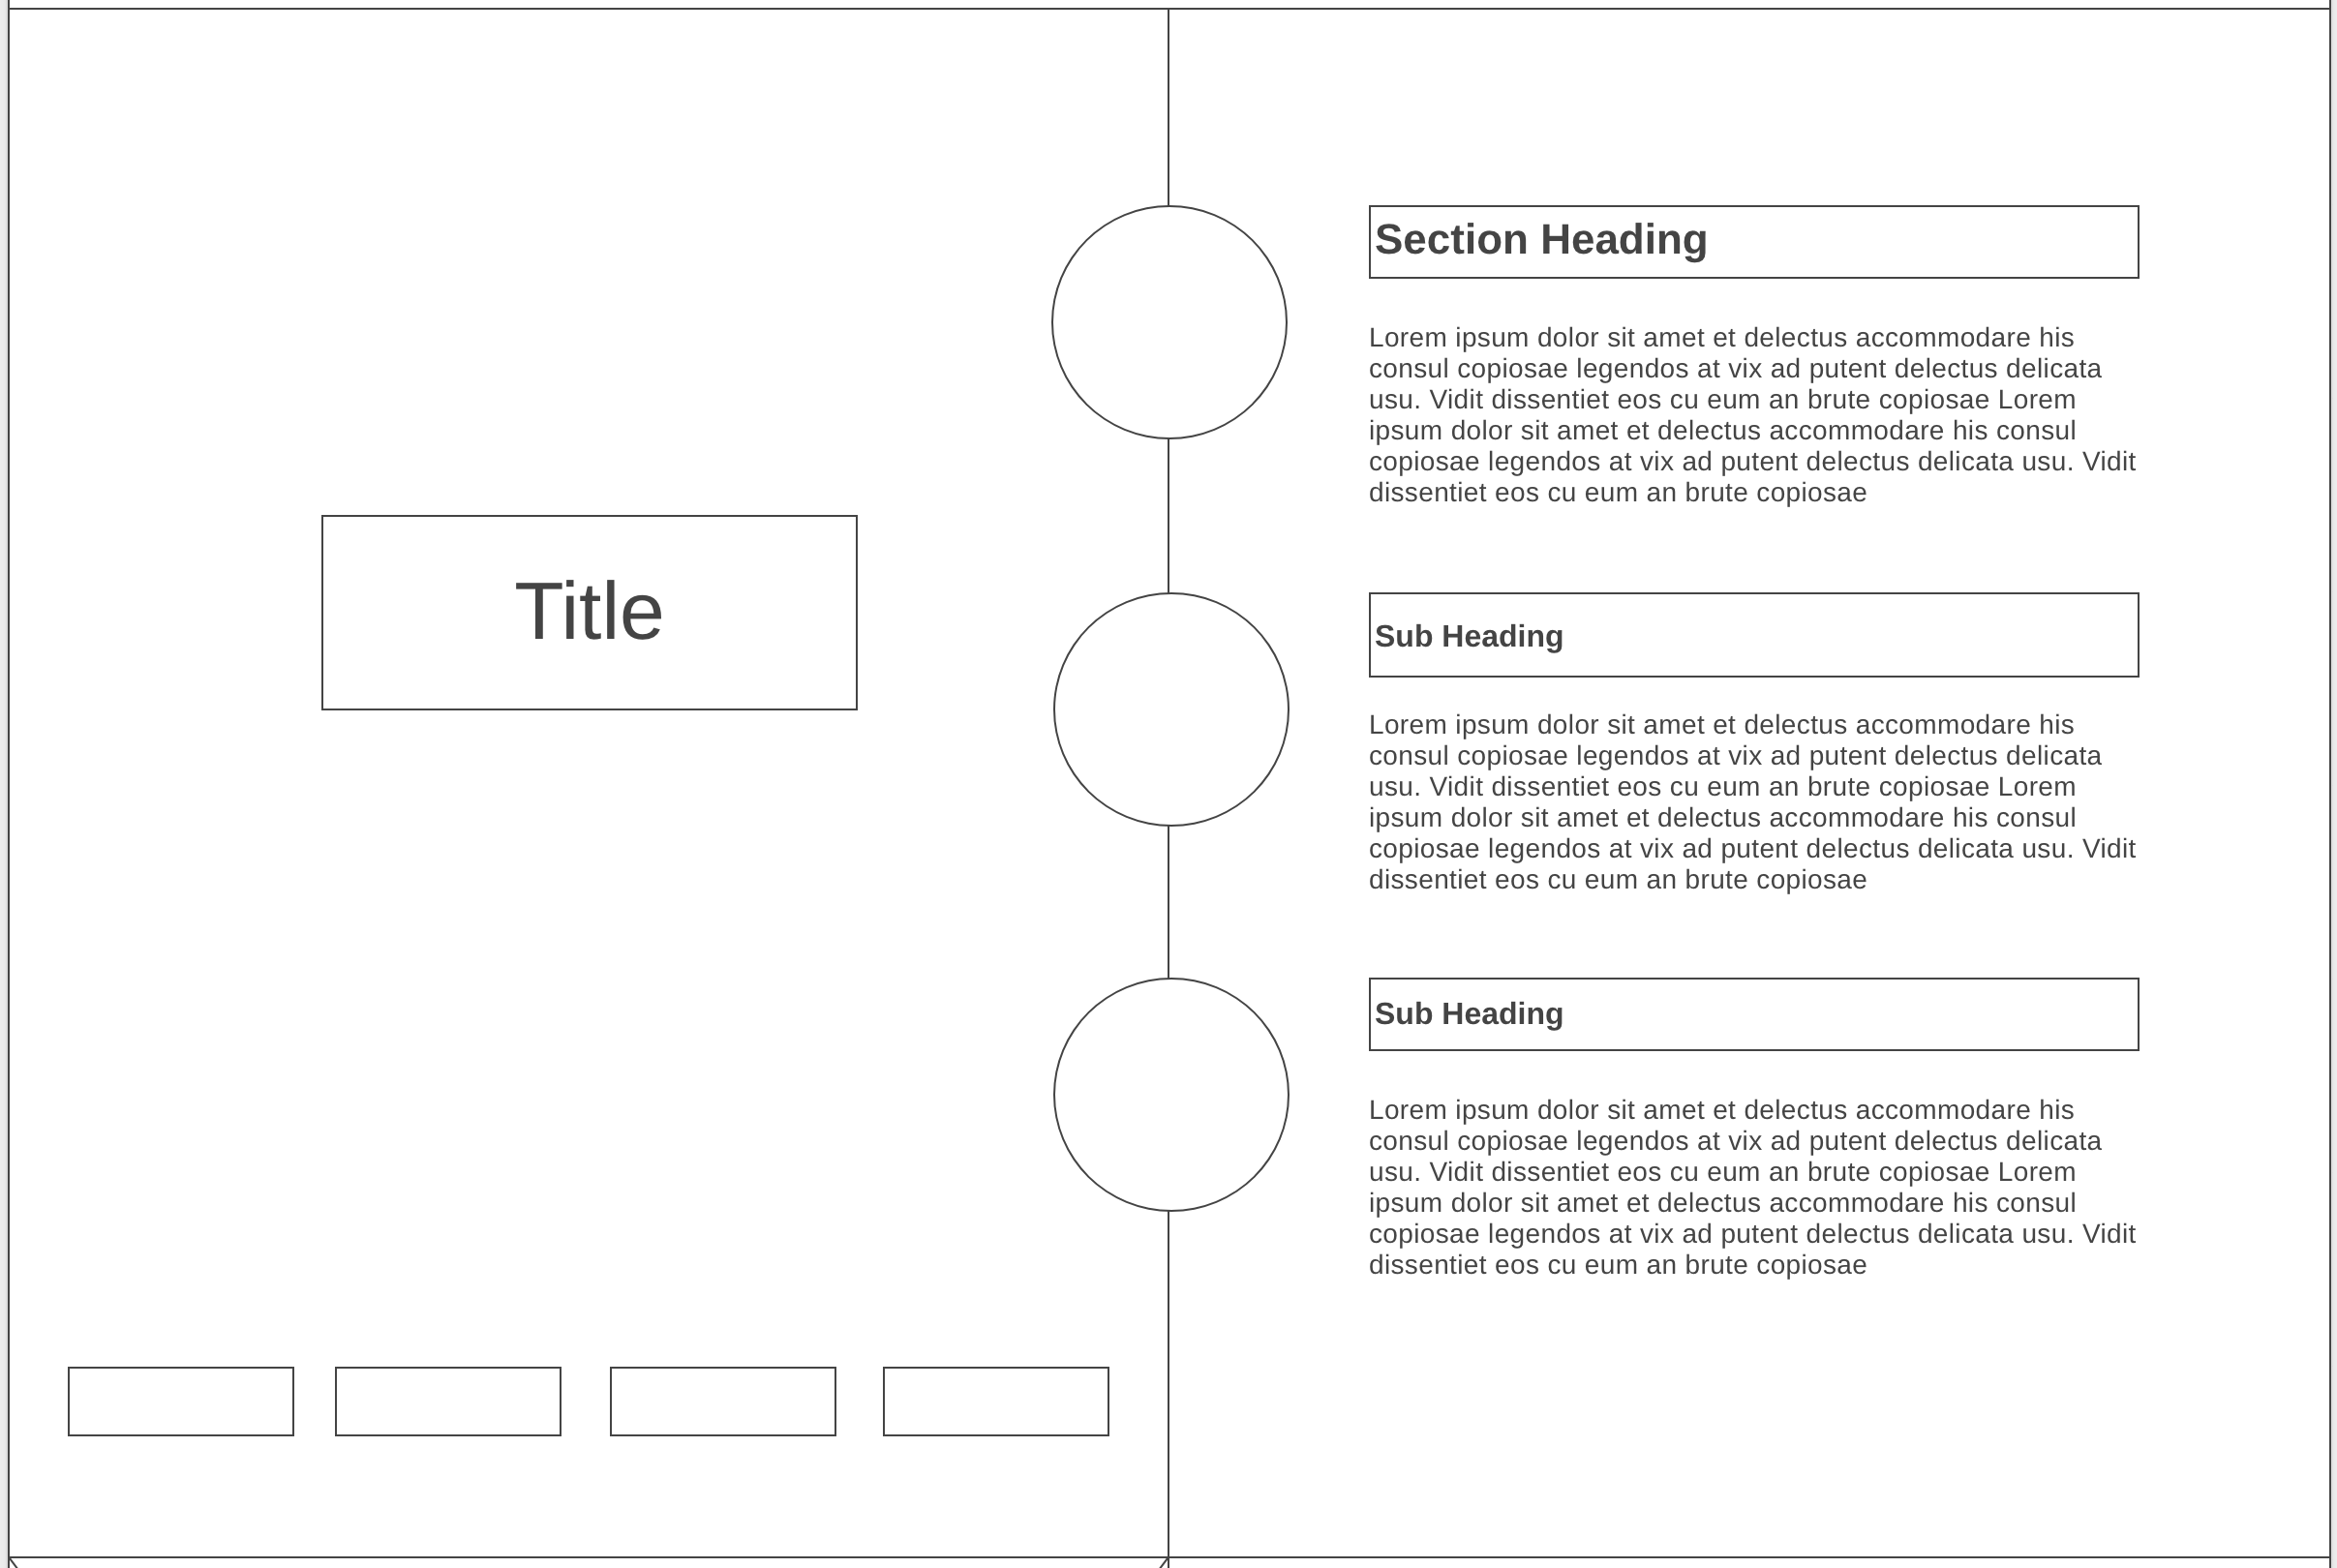 Title
Section Heading
Lorem ipsum dolor sit amet et delectus accommodare his
consul copiosae legendos at vix ad putent delectus delicata
usu. Vidit dissentiet eos cu eum an brute copiosae Lorem
ipsum dolor sit amet et delectus accommodare his consul
copiosae legendos at vix ad putent delectus delicata usu. Vidit
dissentiet eos cu eum an brute copiosae
Sub Heading
Lorem ipsum dolor sit amet et delectus accommodare his
consul copiosae legendos at vix ad putent delectus delicata
usu. Vidit dissentiet eos cu eum an brute copiosae Lorem
ipsum dolor sit amet et delectus accommodare his consul
copiosae legendos at vix ad putent delectus delicata usu. Vidit
dissentiet eos cu eum an brute copiosae
Sub Heading
Lorem ipsum dolor sit amet et delectus accommodare his
consul copiosae legendos at vix ad putent delectus delicata
usu. Vidit dissentiet eos cu eum an brute copiosae Lorem
ipsum dolor sit amet et delectus accommodare his consul
copiosae legendos at vix ad putent delectus delicata usu. Vidit
dissentiet eos cu eum an brute copiosae